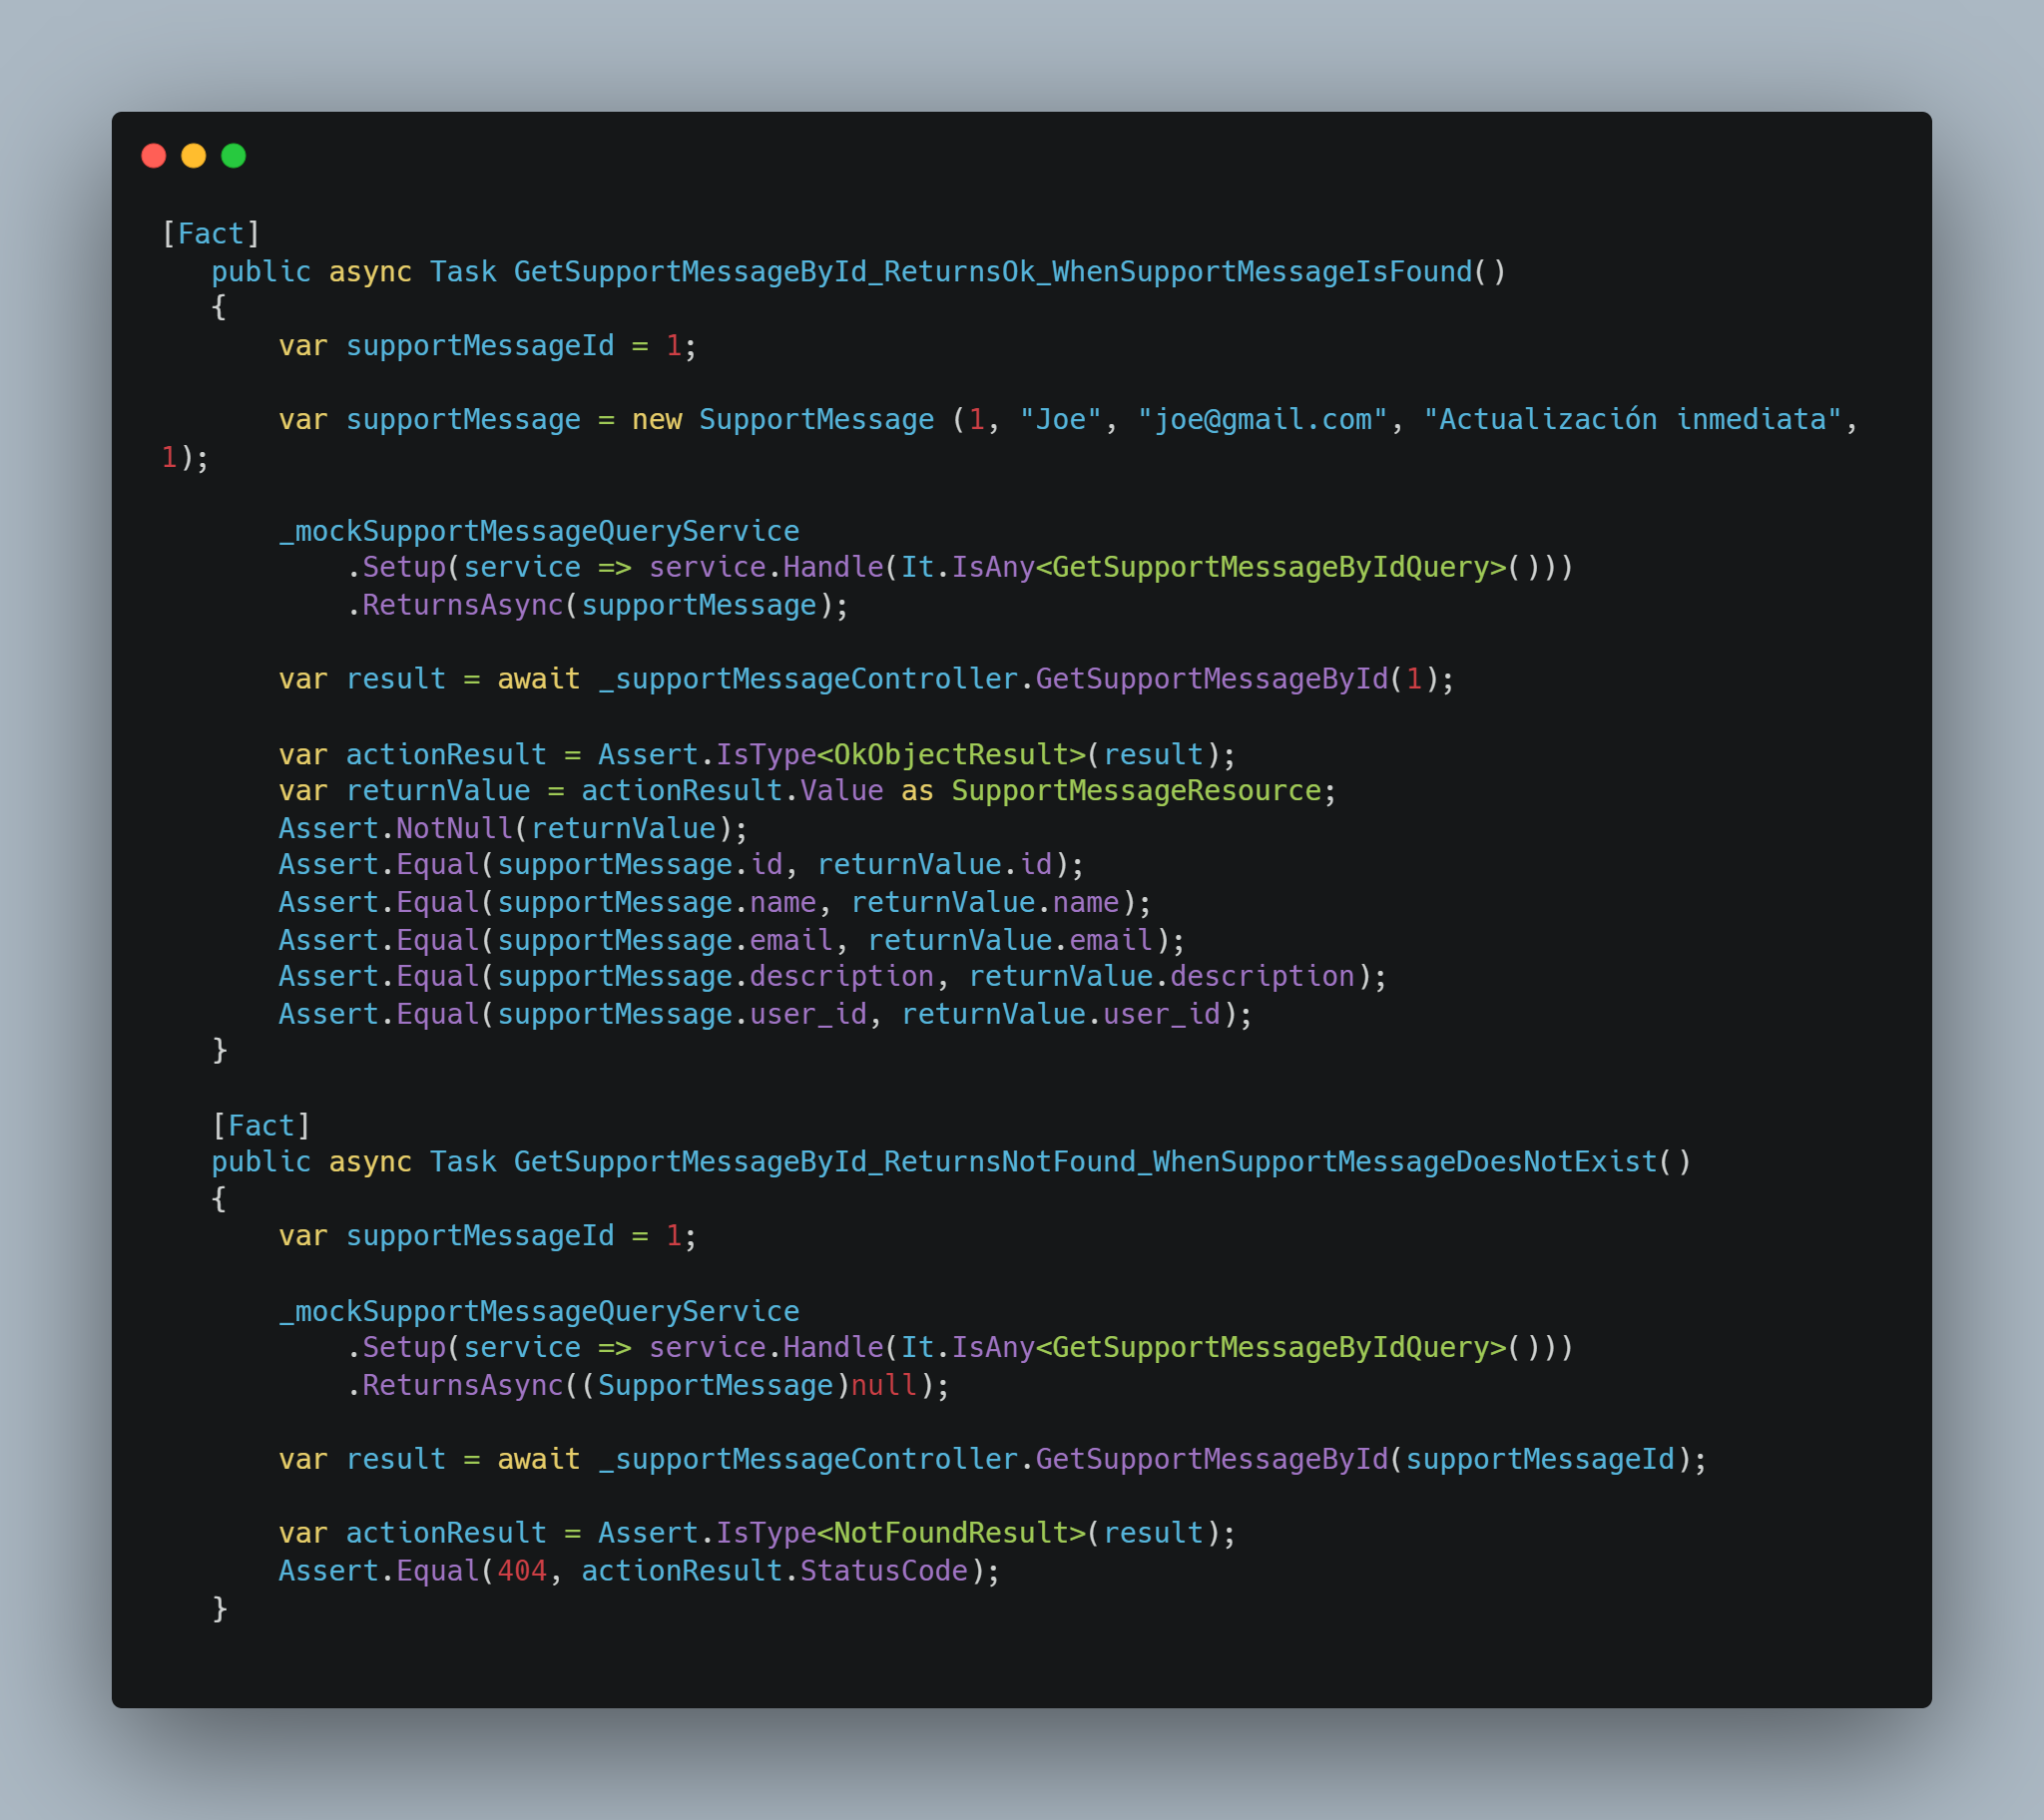 [Fact]
public async Task GetSupportMessageById_ReturnsOk_WhenSupportMessageIsFound()
{
var supportMessageId = 1;
var supportMessage = new SupportMessage (1, "Joe", "joe@gmail.com", "Actualización inmediata",
1);
_mockSupportMessageQueryService
.Setup(service => service.Handle(It.IsAny<GetSupportMessageByIdQuery>()))
.ReturnsAsync(supportMessage);
var result = await _supportMessageController.GetSupportMessageById(1);
var actionResult = Assert.IsType<OkObjectResult>(result);
var returnValue = actionResult.Value as SupportMessageResource;
Assert.NotNull(returnValue);
Assert.Equal(supportMessage.id, returnValue.id);
Assert.Equal(supportMessage.name, returnValue.name);
Assert.Equal(supportMessage.email, returnValue.email);
Assert.Equal(supportMessage.description, returnValue.description);
Assert.Equal(supportMessage.user_id, returnValue.user_id);
}
[Fact]
public async Task GetSupportMessageById_ReturnsNotFound_WhenSupportMessageDoesNotExist()
{
var supportMessageId = 1;
_mockSupportMessageQueryService
.Setup(service => service.Handle(It.IsAny<GetSupportMessageByIdQuery>()))
.ReturnsAsync((SupportMessage)null);
var result = await _supportMessageController.GetSupportMessageById(supportMessageId);
var actionResult = Assert.IsType<NotFoundResult>(result);
Assert.Equal(404, actionResult.StatusCode);
}